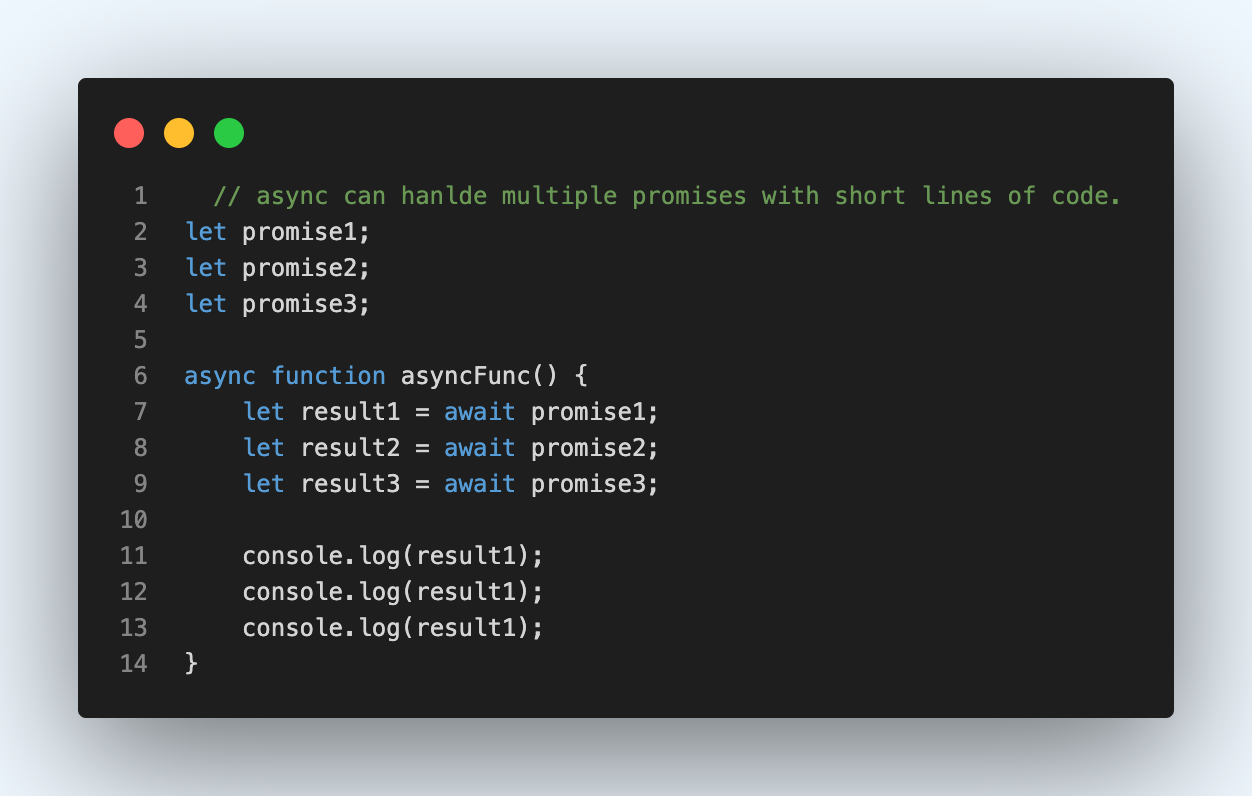 1 // async can hanlde multiple promises with short lines of code.
2 let promise1;
3 let promise2;
4 let promise3;
5
6 async function asyncFunc() {
7     let result1 = await promise1;
8     let result2 = await promise2;
9     let result3 = await promise3;
10
11     console.log(result1);
12     console.log(result1);
13     console.log(result1);
14 }